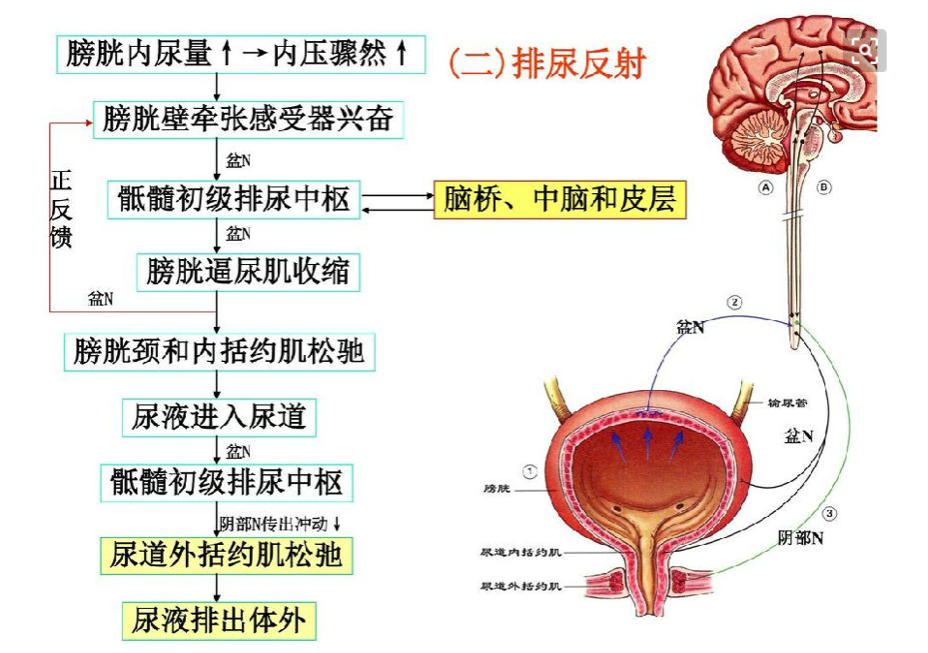 膀胱内尿量↑→内压骤然↑
(二)排尿反射
膀胱壁牵张感受器兴奋
盆N
骶髓初级排尿中枢
脑桥、中脑和皮层
正反馈
盆N
膀胱逼尿肌收缩
盆N
膀胱颈和内括约肌松弛
尿液进入尿道
盆N
骶髓初级排尿中枢
阴部N传出冲动↓
尿道外括约肌松弛
尿液排出体外
A
B
②
盆N
输尿管
盆N
①
膀胱
③
阴部N
尿道内括约肌
尿道外括约肌